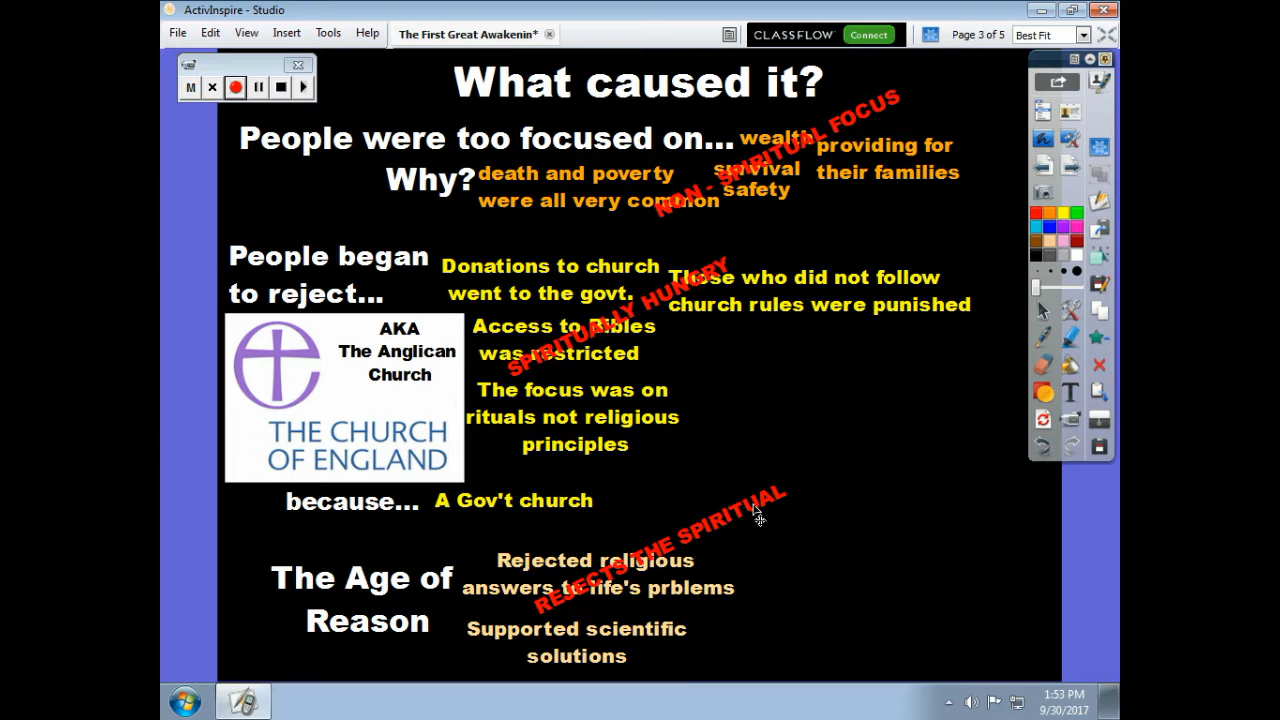 ActivInspire - Studio
File Edit View Insert Tools Help
The First Great Awakenin*
CLASSFLOW Connect
Page 3 of 5
Best Fit
M
What caused it?
People were too focused on...
wealth
providing for
their families
survival
safety
NON - SPIRITUAL FOCUS
Why?
death and poverty
were all very common
People began
to reject...
Donations to church
went to the govt.
Those who did not follow
church rules were punished
SPIRITUALLY HUNGRY
Access to Bibles
was restricted
AKA
The Anglican
Church
THE CHURCH
OF ENGLAND
The focus was on
rituals not religious
principles
because...
A Gov't church
REJECTS THE SPIRITUAL
The Age of
Reason
Rejected religious
answers to life's prblems
Supported scientific
solutions
1:53 PM
9/30/2017